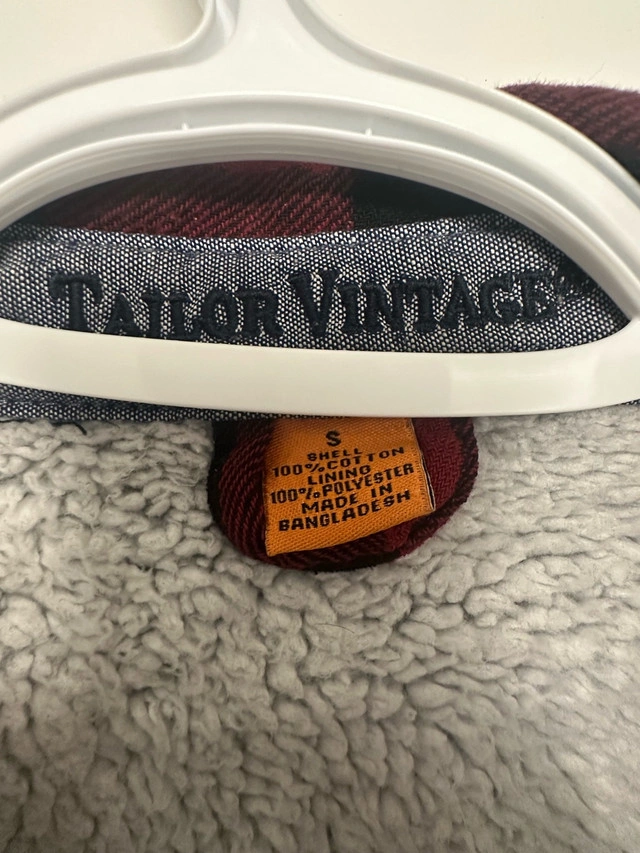 TAILOR VINTAGE
S
SHELL
100% COTTON
LINING
100% POLYESTER
MADE IN
BANGLADESH